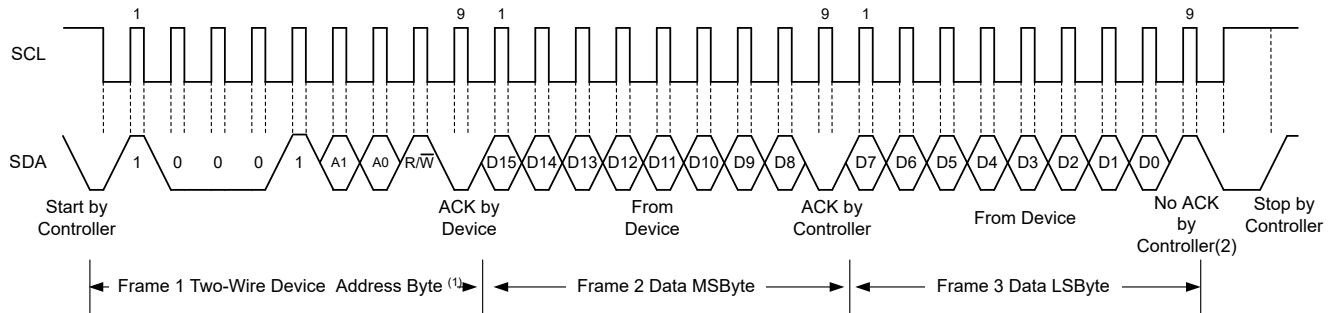 1 9 1 9 1 9
SCL
SDA
1 0 0 0 1 A1 A0 R/W̅ D15 D14 D13 D12 D11 D10 D9 D8 D7 D6 D5 D4 D3 D2 D1 D0
Start by
Controller
ACK by
Device
From
Device
ACK by
Controller
From Device
No ACK
by
Controller(2)
Stop by
Controller
Frame 1 Two-Wire Device Address Byte (1)
Frame 2 Data MSByte
Frame 3 Data LSByte